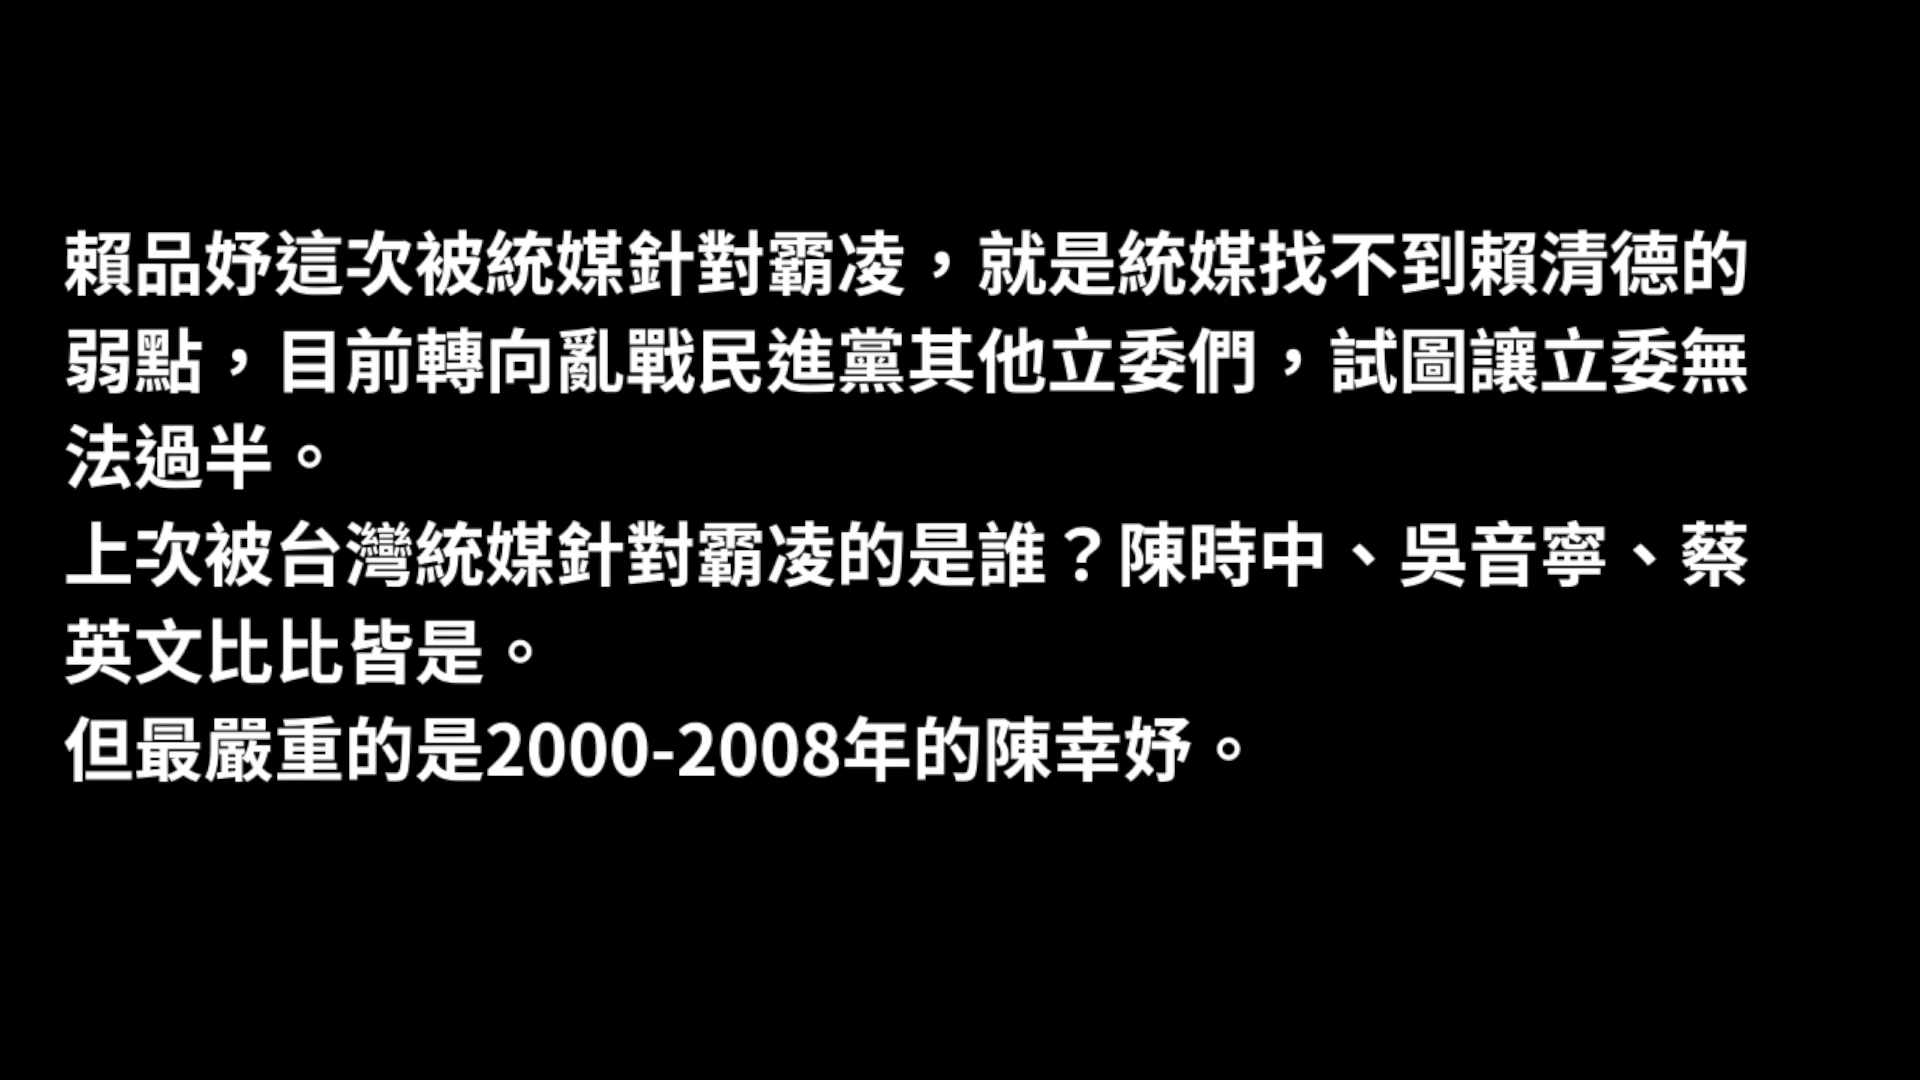 賴品妤這次被統媒針對霸凌，就是統媒找不到賴清德的
弱點，目前轉向亂戰民進黨其他立委們，試圖讓立委無
法過半。
上次被台灣統媒針對霸凌的是誰？陳時中、吳音寧、蔡
英文比比皆是。
但最嚴重的是2000-2008年的陳幸妤。